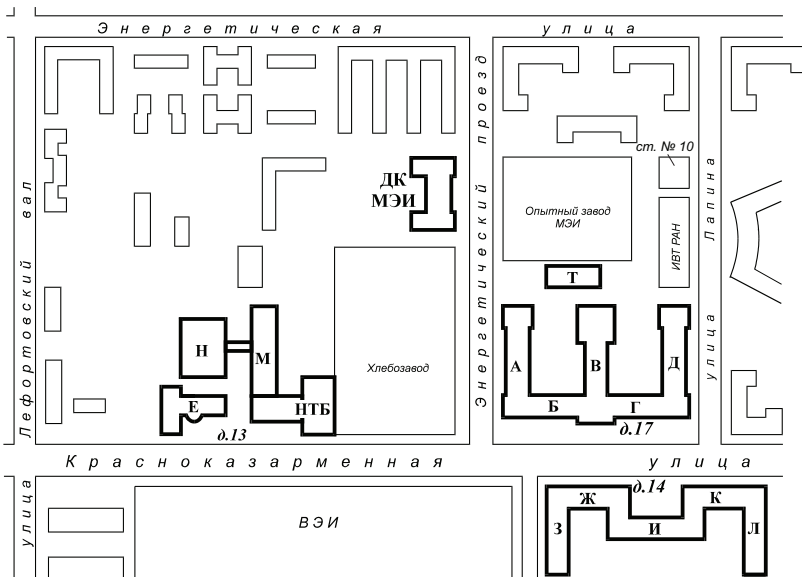 Энергетическая улица
ст. № 10
ДК
МЭИ
Опытный завод
МЭИ
ИВТ РАН
Т
Лефортовский вал
Энергетический проезд
улица Лапина
Н
М
Хлебозавод
А
В
Д
Е
НТБ
Б
Г
д.13
д.17
Красноказарменная улица
улица
д.14
Ж
К
ВЭИ
З
И
Л